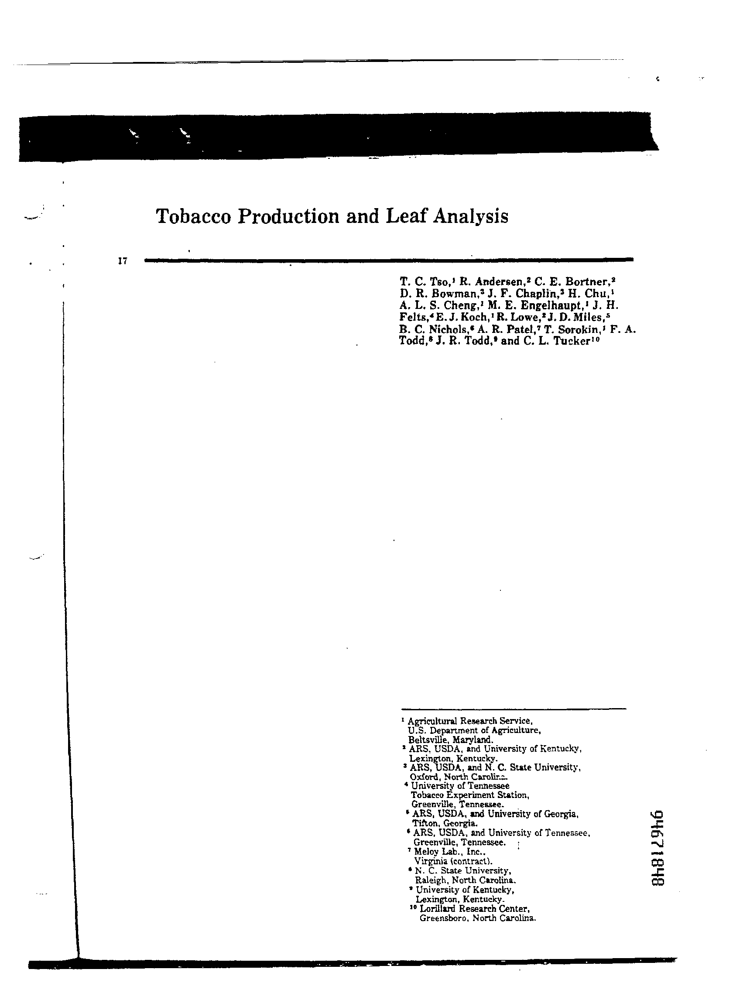 Tobacco Production and Leaf Analysis
17
T. C. Tso,¹ R. Andersen,² C. E. Bortner,²
D. R. Bowman,² J. F. Chaplin,³ H. Chu,¹
A. L. S. Cheng,¹ M. E. Engelhaupt,¹ J. H.
Felts,⁴ E. J. Koch,¹ R. Lowe,² J. D. Miles,⁵
B. C. Nichols,⁶ A. R. Patel,⁷ T. Sorokin,¹ F. A.
Todd,⁸ J. R. Todd,⁹ and C. L. Tucker¹⁰
¹ Agricultural Research Service,
U.S. Department of Agriculture,
Beltsville, Maryland.
² ARS, USDA, and University of Kentucky,
Lexington, Kentucky.
³ ARS, USDA, and N. C. State University,
Oxford, North Carolina.
⁴ University of Tennessee
Tobacco Experiment Station,
Greenville, Tennessee.
⁵ ARS, USDA, and University of Georgia,
Tifton, Georgia.
⁶ ARS, USDA, and University of Tennessee,
Greenville, Tennessee.
⁷ Meloy Lab., Inc..
Virginia (contract).
⁸ N. C. State University,
Raleigh, North Carolina.
⁹ University of Kentucky,
Lexington, Kentucky.
¹⁰ Lorillard Research Center,
Greensboro, North Carolina.
94671848